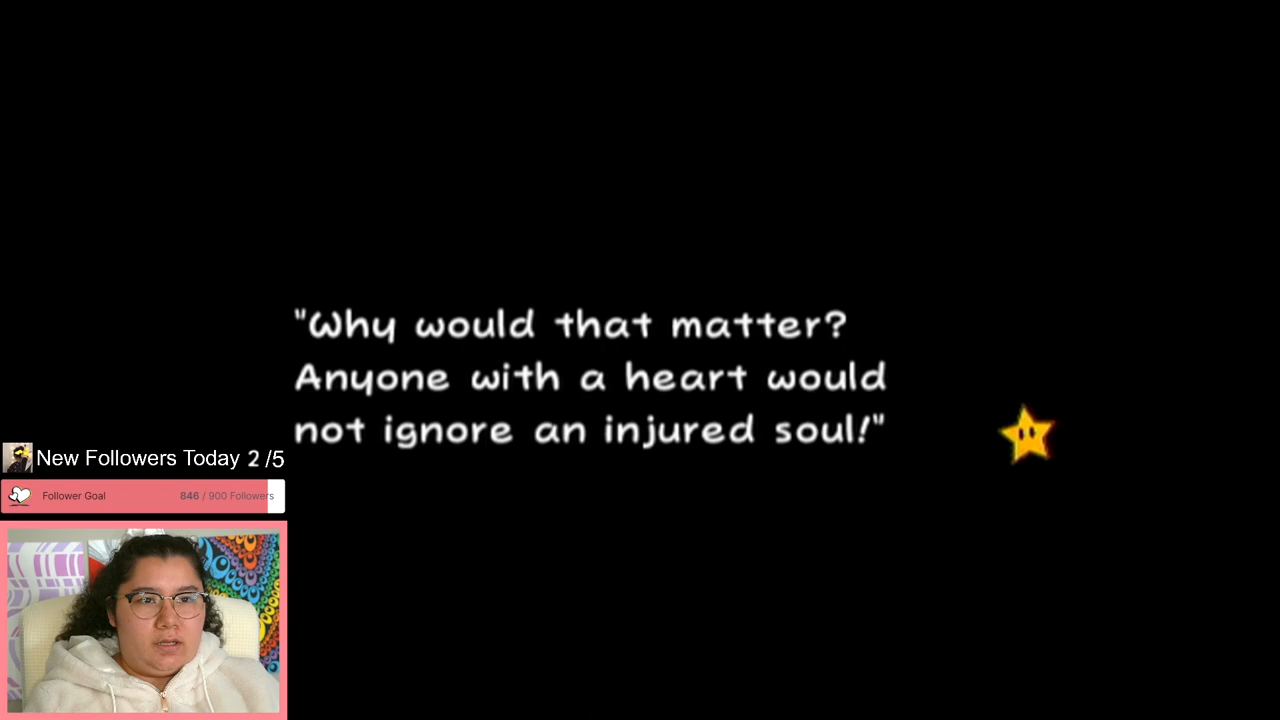 "Why would that matter?
Anyone with a heart would
not ignore an injured soul!"
New Followers Today 2 /5
Follower Goal 846 / 900 Followers